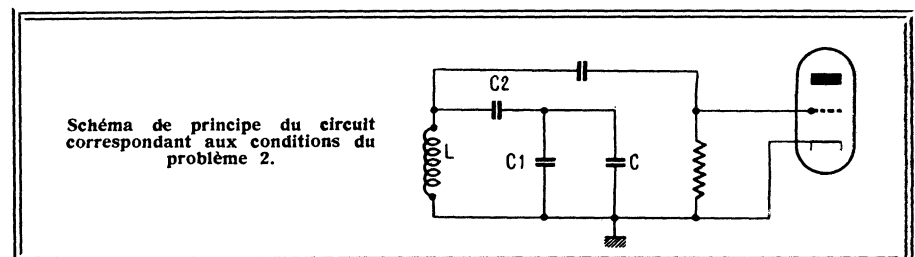 Schéma de principe du circuit
correspondant aux conditions du
problème 2.
C2
L
C1
C